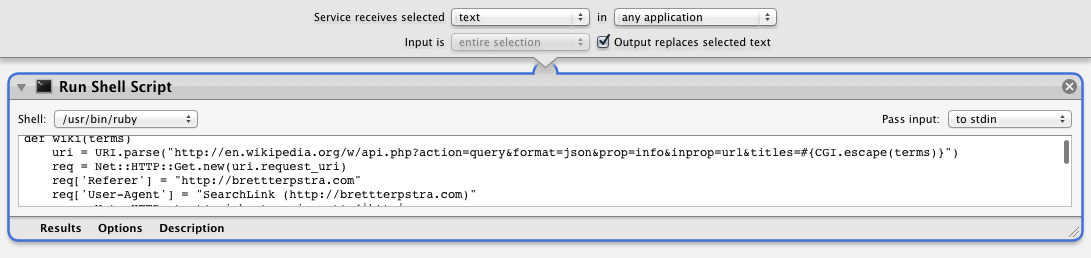 Service receives selected text in any application
Input is entire selection Output replaces selected text
Run Shell Script
Shell: /usr/bin/ruby Pass input: to stdin
def wiki(terms)
uri = URI.parse("http://en.wikipedia.org/w/api.php?action=query&format=json&prop=info&inprop=url&titles=#{CGI.escape(terms)}")
req = Net::HTTP::Get.new(uri.request_uri)
req['Referer'] = "http://brettterpstra.com"
req['User-Agent'] = "SearchLink (http://brettterpstra.com)"
Results Options Description